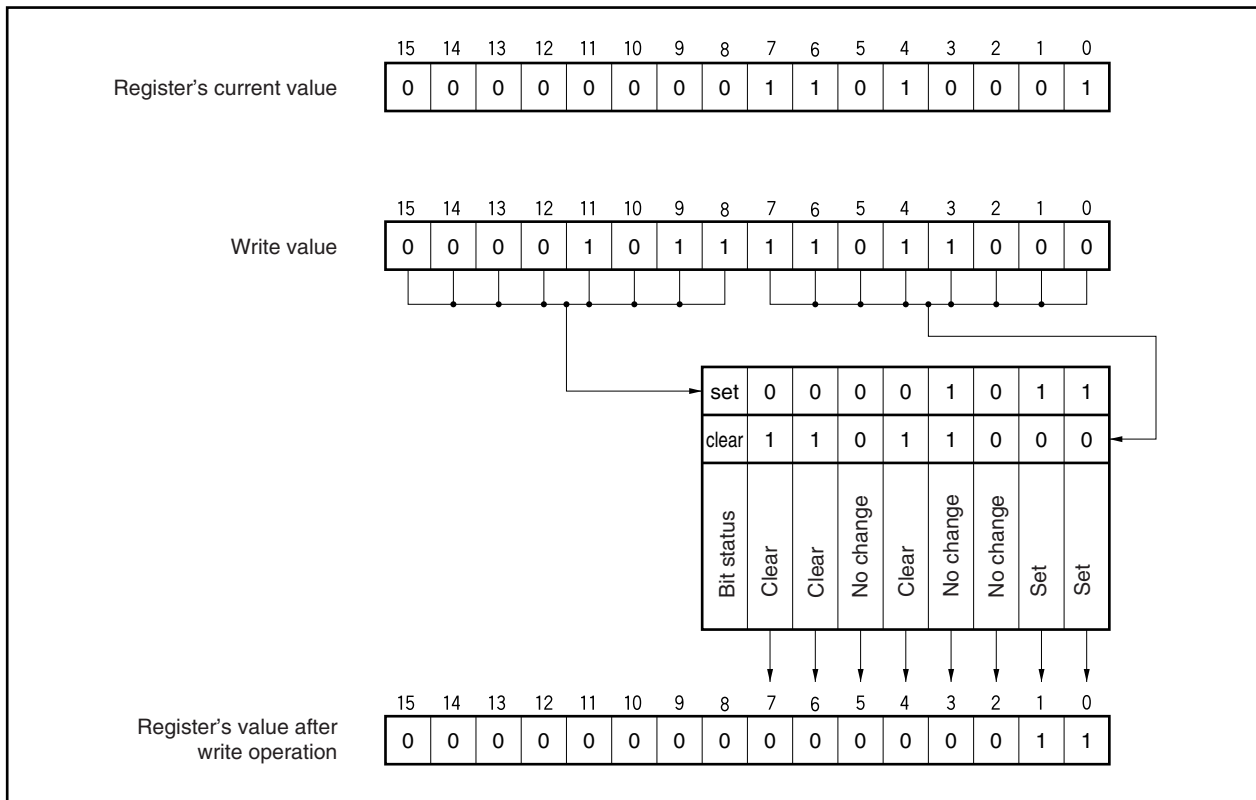 15 14 13 12 11 10 9 8 7 6 5 4 3 2 1 0
Register's current value 0 0 0 0 0 0 0 0 1 1 0 1 0 0 0 1
15 14 13 12 11 10 9 8 7 6 5 4 3 2 1 0
Write value 0 0 0 0 1 0 1 1 1 1 0 1 1 0 0 0
set 0 0 0 0 1 0 1 1
clear 1 1 0 1 1 0 0 0
Bit status Clear Clear No change Clear No change No change Set Set
15 14 13 12 11 10 9 8 7 6 5 4 3 2 1 0
Register's value after
write operation 0 0 0 0 0 0 0 0 0 0 0 0 0 0 1 1